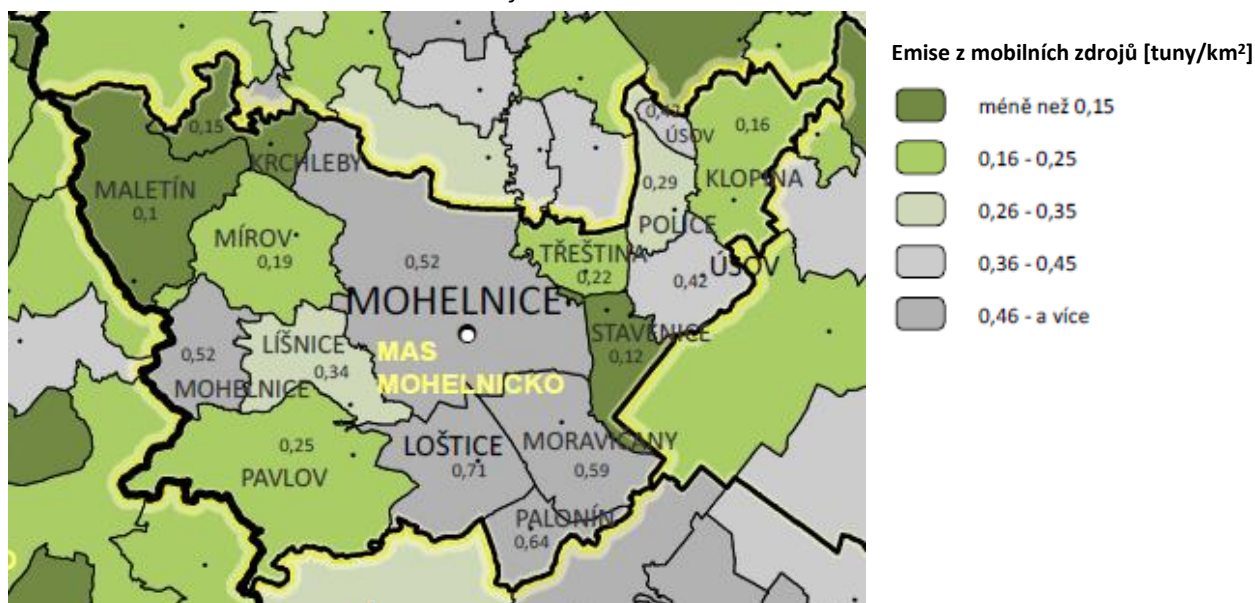 Emise z mobilních zdrojů [tuny/km²]
méně než 0,15
0,16 - 0,25
0,26 - 0,35
0,36 - 0,45
0,46 - a více
0,15
KRCHLEBY
MALETÍN
0,1
MÍROV
0,19
0,52
MOHELNICE
MAS
MOHELNICKO
ÚSOV
0,16
0,29
KLOPINA
POLICE
TŘEŠTINA
0,22
0,42
ÚSOV
STAVENICE
0,12
0,52
MOHELNICE
LÍŠNICE
0,34
0,25
PAVLOV
LOŠTICE
0,71
MORAVIČANY
0,59
PALONÍN
0,64